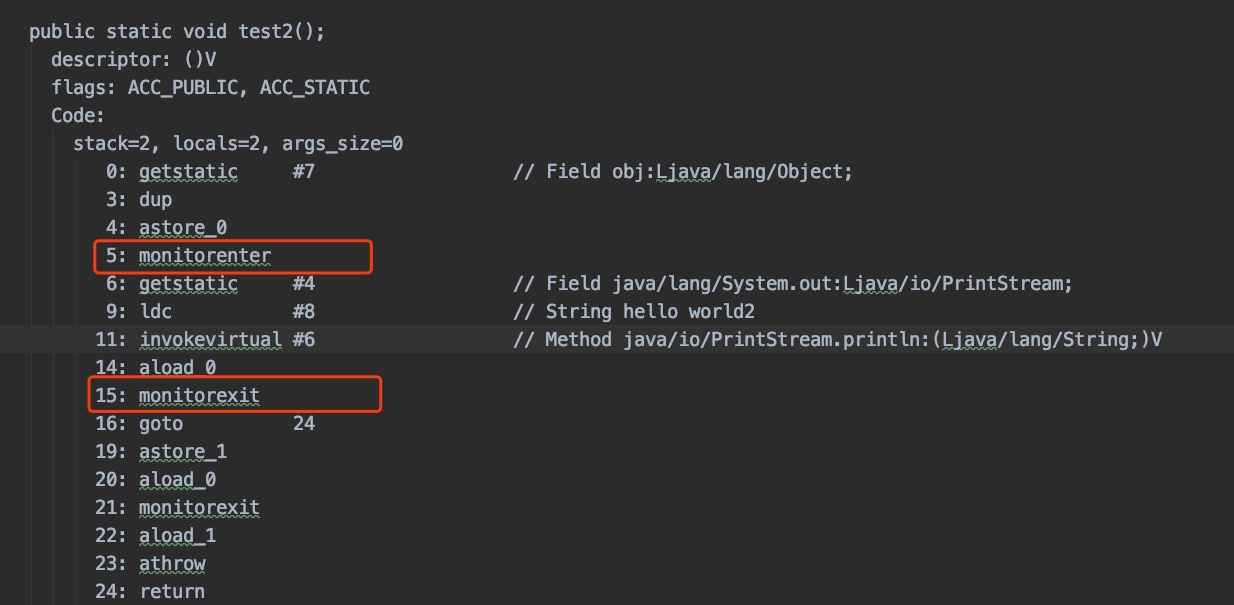 public static void test2();
descriptor: ()V
flags: ACC_PUBLIC, ACC_STATIC
Code:
stack=2, locals=2, args_size=0
0: getstatic #7 // Field obj:Ljava/lang/Object;
3: dup
4: astore_0
5: monitorenter
6: getstatic #4 // Field java/lang/System.out:Ljava/io/PrintStream;
9: ldc #8 // String hello world2
11: invokevirtual #6 // Method java/io/PrintStream.println:(Ljava/lang/String;)V
14: aload_0
15: monitorexit
16: goto 24
19: astore_1
20: aload_0
21: monitorexit
22: aload_1
23: athrow
24: return